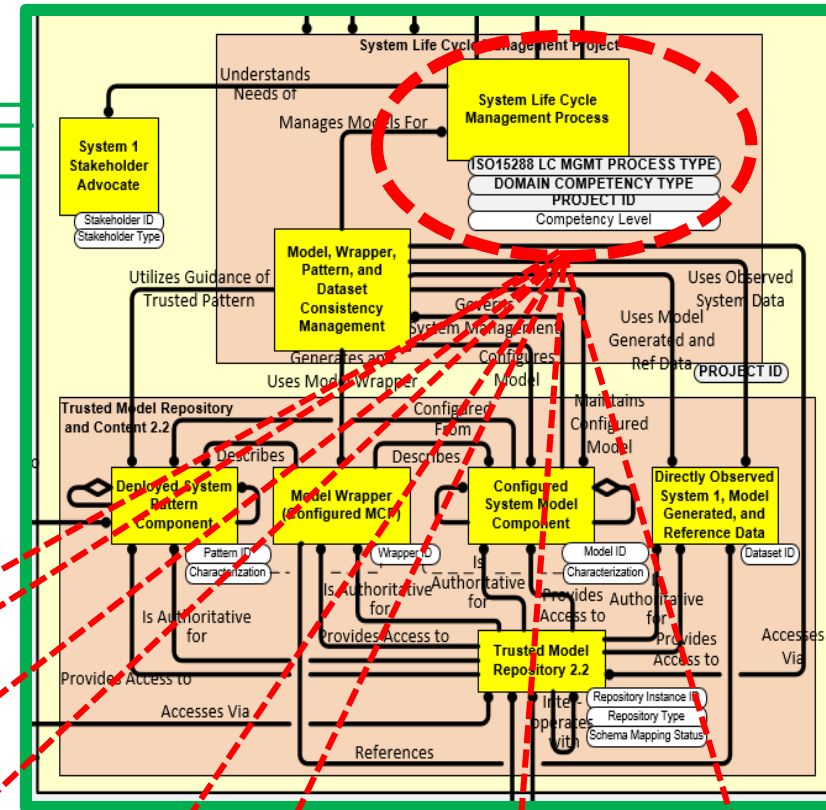 System Life Cycle Management Project
Understands
Needs of
System Life Cycle
Management Process
Manages Models For
System 1
Stakeholder
Advocate
ISO15288 LC MGMT PROCESS TYPE
DOMAIN COMPETENCY TYPE
PROJECT ID
Competency Level
Stakeholder ID
Stakeholder Type
Model, Wrapper,
Pattern, and
Dataset
Consistency
Management
Utilizes Guidance of
Trusted Pattern
Uses Observed
System Data
Governs
System Management
Uses Model
Generated and
Ref Data
Generates and
Uses Model Wrapper
Configures
Model
PROJECT ID
Trusted Model Repository
and Content 2.2
Configured
From
Maintains
Configured
Model
Describes
Describes
Deployed System
Pattern
Component
Model Wrapper
(Configured MCP)
Configured
System Model
Component
Directly Observed
System 1, Model
Generated, and
Reference Data
Pattern ID
Characterization
Wrapper ID
Model ID
Characterization
Dataset ID
Is
Authoritative
for
Is Authoritative
for
Provides
Access to
Is
Authoritative
for
Is Authoritative
for
Provides Access to
Provides
Access to
Accesses
Via
Trusted Model
Repository 2.2
Provides Access to
Repository Instance ID
Repository Type
Schema Mapping Status
Inter-
operates
with
Accesses Via
References